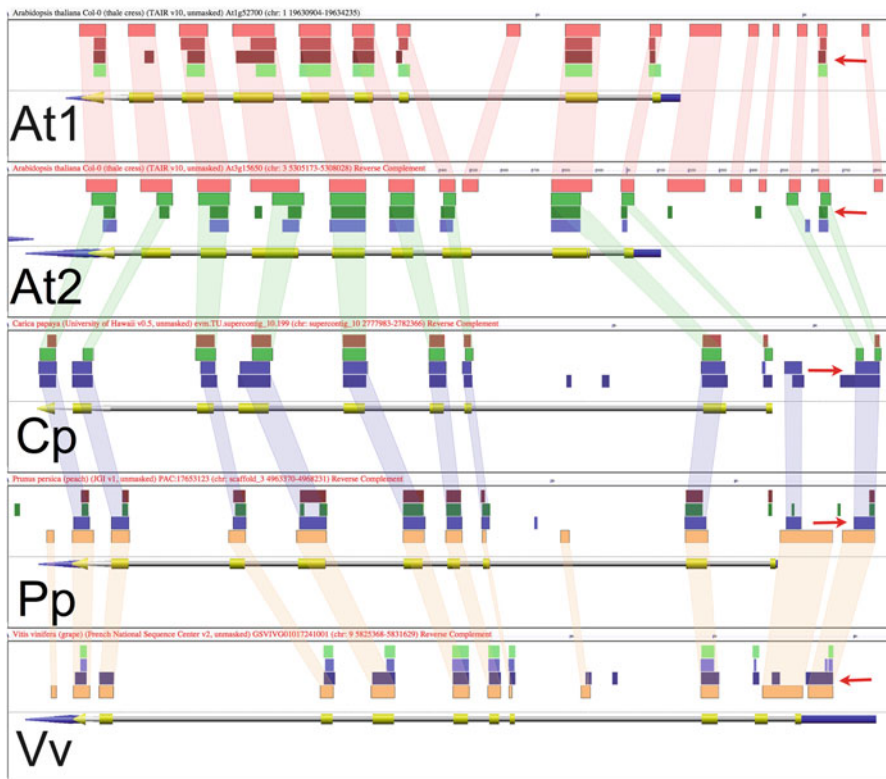 Arabidopsis thaliana Col-0 (thale cress) (TAIR v10, unmasked) At1g52700 (chr: 1 19630904-19634235)
At1
Arabidopsis thaliana Col-0 (thale cress) (TAIR v10, unmasked) At3g15650 (chr: 3 5305173-5308028) Reverse Complement
At2
Carica papaya (University of Hawaii v0.5, unmasked) evm.TU.supercontig_10.199 (chr: supercontig_10 2777983-2782366) Reverse Complement
Cp
Prunus persica (peach) (JGI v1, unmasked) PAC:17653123 (chr: scaffold_3 4963370-4968231) Reverse Complement
Pp
Vitis vinifera (grape) (French National Sequence Center v2, unmasked) GSVIVG01017241001 (chr: 9 5825368-5831629) Reverse Complement
Vv